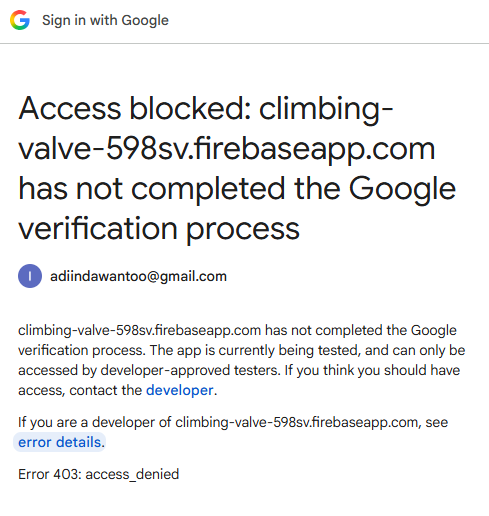 Sign in with Google
Access blocked: climbing-
valve-598sv.firebaseapp.com
has not completed the Google
verification process
I
adiindawantoo@gmail.com
climbing-valve-598sv.firebaseapp.com has not completed the Google
verification process. The app is currently being tested, and can only be
accessed by developer-approved testers. If you think you should have
access, contact the developer.
If you are a developer of climbing-valve-598sv.firebaseapp.com, see
error details.
Error 403: access_denied